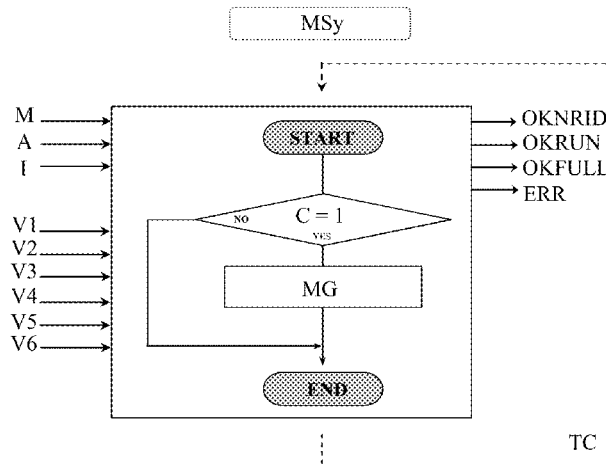 MSy
M
A
I
V1
V2
V3
V4
V5
V6
START
C = 1
NO
YES
MG
END
OKNRID
OKRUN
OKFULL
ERR
TC